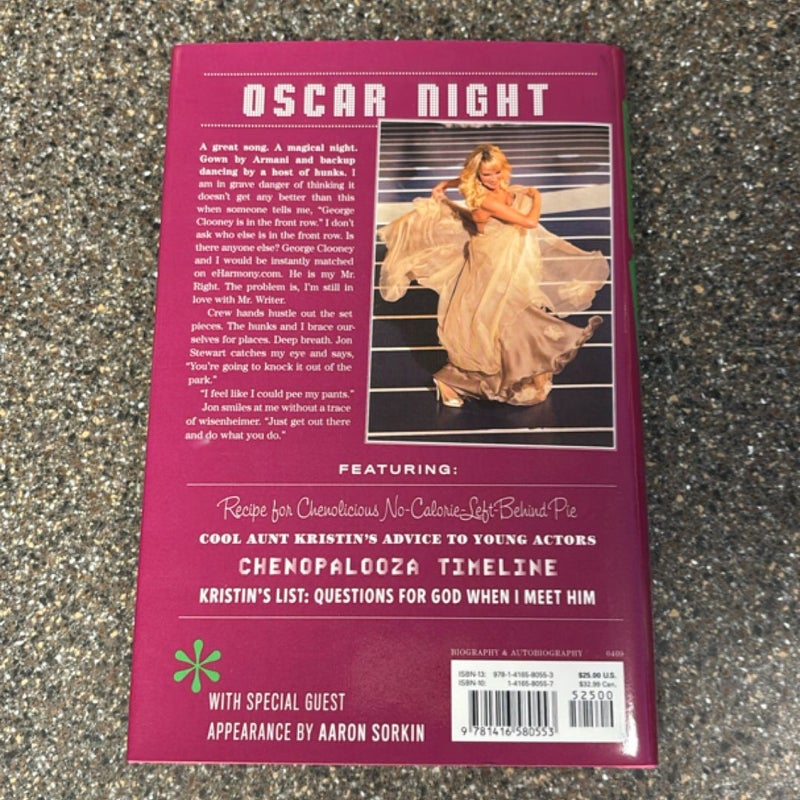 OSCAR NIGHT
A great song. A magical night.
Gown by Armani and backup
dancing by a host of hunks. I
am in grave danger of thinking it
doesn't get any better than this
when someone tells me, "George
Clooney is in the front row." I don't
ask who else is in the front row. Is
there anyone else? George Clooney
and I would be instantly matched
on eHarmony.com. He is my Mr.
Right. The problem is, I'm still in
love with Mr. Writer.
Crew hands hustle out the set
pieces. The hunks and I brace our-
selves for places. Deep breath. Jon
Stewart catches my eye and says,
"You're going to knock it out of the
park."
"I feel like I could pee my pants."
Jon smiles at me without a trace
of wisenheimer. "Just get out there
and do what you do."
FEATURING:
Recipe for Chenolicious No-Calorie-Left-Behind Pie
COOL AUNT KRISTIN'S ADVICE TO YOUNG ACTORS
CHENOPALOOZA TIMELINE
KRISTIN'S LIST: QUESTIONS FOR GOD WHEN I MEET HIM
BIOGRAPHY & AUTOBIOGRAPHY 0409
ISBN-13: 978-1-4165-8055-3 $25.00 U.S.
ISBN-10: 1-4165-8055-7 $32.99 Can.
52500
9 781416 580553
WITH SPECIAL GUEST
APPEARANCE BY AARON SORKIN